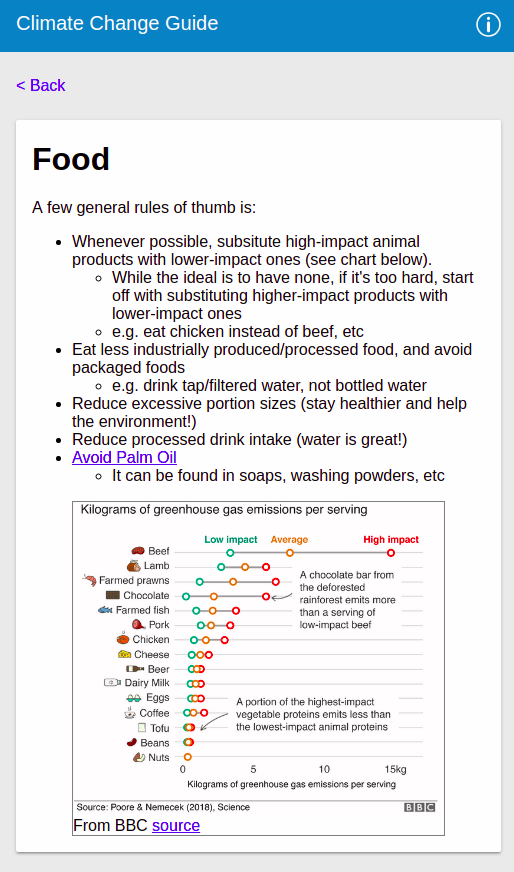 Climate Change Guide
< Back
Food
A few general rules of thumb is:
Whenever possible, subsitute high-impact animal
products with lower-impact ones (see chart below).
While the ideal is to have none, if it's too hard, start
off with substituting higher-impact products with
lower-impact ones
e.g. eat chicken instead of beef, etc
Eat less industrially produced/processed food, and avoid
packaged foods
e.g. drink tap/filtered water, not bottled water
Reduce excessive portion sizes (stay healthier and help
the environment!)
Reduce processed drink intake (water is great!)
Avoid Palm Oil
It can be found in soaps, washing powders, etc
Kilograms of greenhouse gas emissions per serving
Low impact Average High impact
Beef
Lamb
Farmed prawns
Chocolate
Farmed fish
Pork
Chicken
Cheese
Beer
Dairy Milk
Eggs
Coffee
Tofu
Beans
Nuts
A chocolate bar from
the deforested
rainforest emits more
than a serving of
low-impact beef
A portion of the highest-impact
vegetable proteins emits less than
the lowest-impact animal proteins
0 5 10 15kg
Kilograms of greenhouse gas emissions per serving
Source: Poore & Nemecek (2018), Science BBC
From BBC source